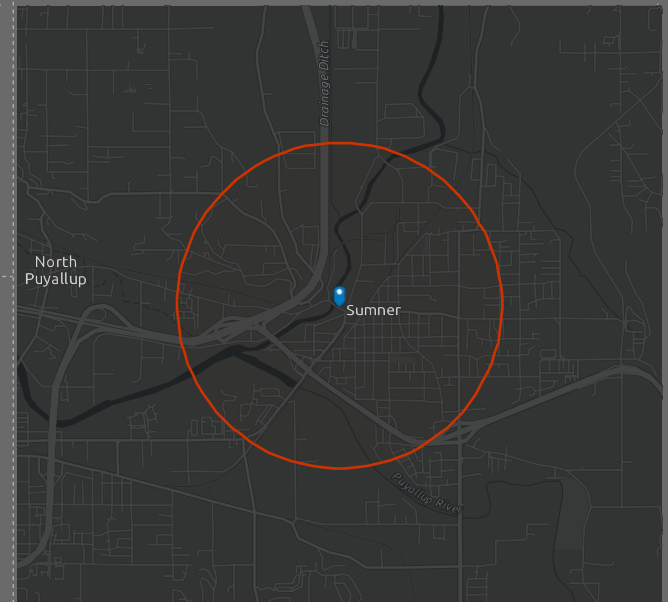 Drainage Ditch
North
Puyallup
Sumner
Puyallup River